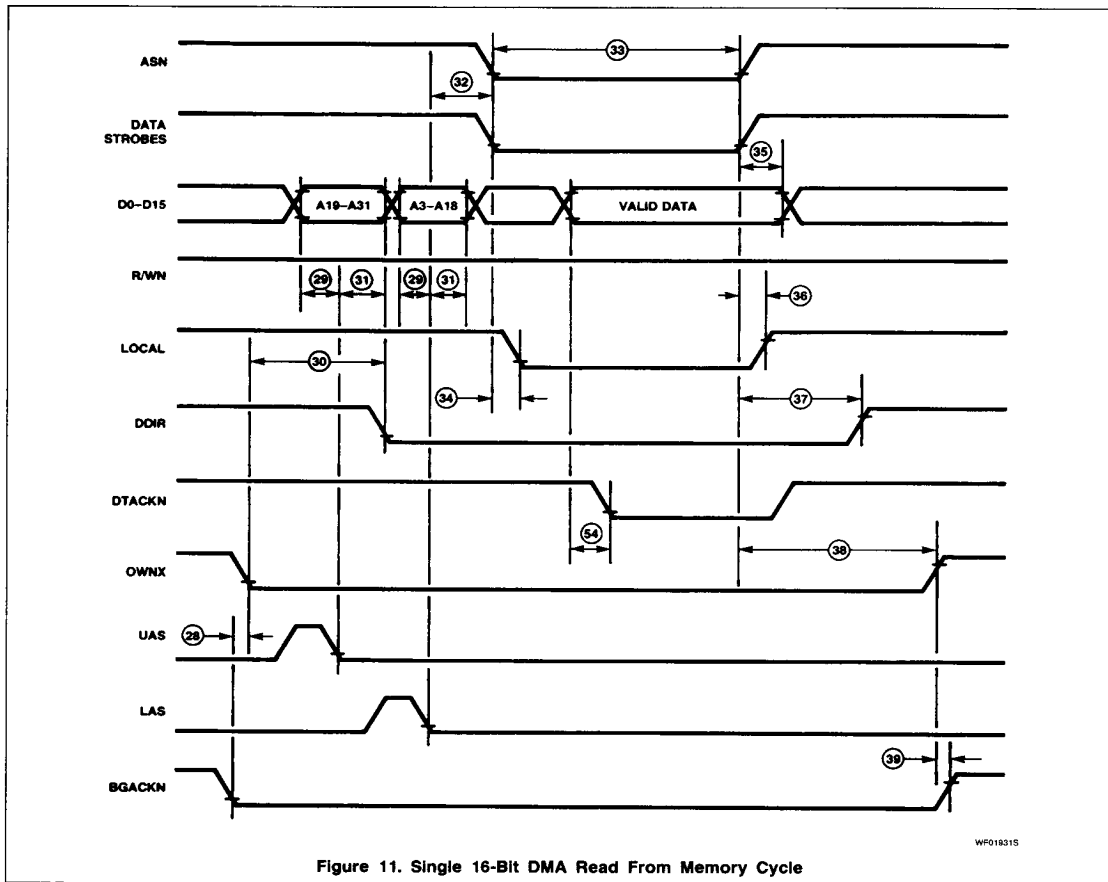 ASN
33
32
DATA
STROBES
35
D0–D15
A19–A31
A3–A18
VALID DATA
R/WN
29
31
29
31
36
LOCAL
30
34
37
DDIR
DTACKN
54
38
OWNX
UAS
28
LAS
39
BGACKN
WF01931S
Figure 11. Single 16-Bit DMA Read From Memory Cycle